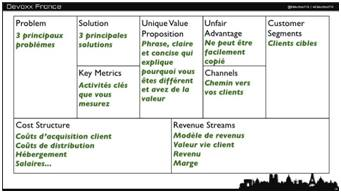 Devoxx France
Problem
3 principaux
problèmes
Solution
3 principales
solutions
Key Metrics
Activités clés
que vous
mesurez
Unique Value
Proposition
Phrase, claire
et concise qui
explique
pourquoi vous
êtes différent
et avez de la
valeur
Unfair
Advantage
Ne peut être
facilement
copié
Channels
Chemin vers
vos clients
Customer
Segments
Clients cibles
Cost Structure
Coûts d'acquisition client
Coûts de distribution
Hébergement
Salaires...
Revenue Streams
Modèle de revenus
Valeur vie client
Revenu
Marge